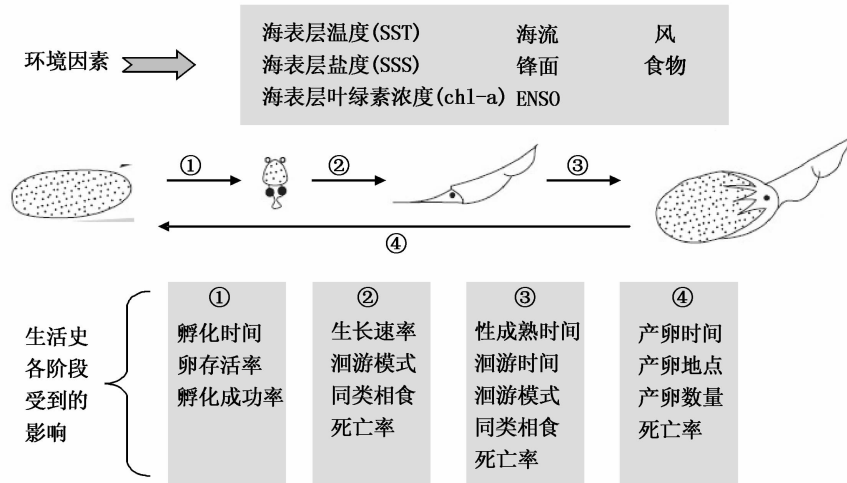 海表层温度(SST) 海流 风
环境因素 海表层盐度(SSS) 锋面 食物
海表层叶绿素浓度(chl-a) ENSO
① ② ③
④
① ② ③ ④
生活史 孵化时间 生长速率 性成熟时间 产卵时间
各阶段 卵存活率 洄游模式 洄游时间 产卵地点
受到的 孵化成功率 同类相食 洄游模式 产卵数量
影响 死亡率 同类相食 死亡率
死亡率